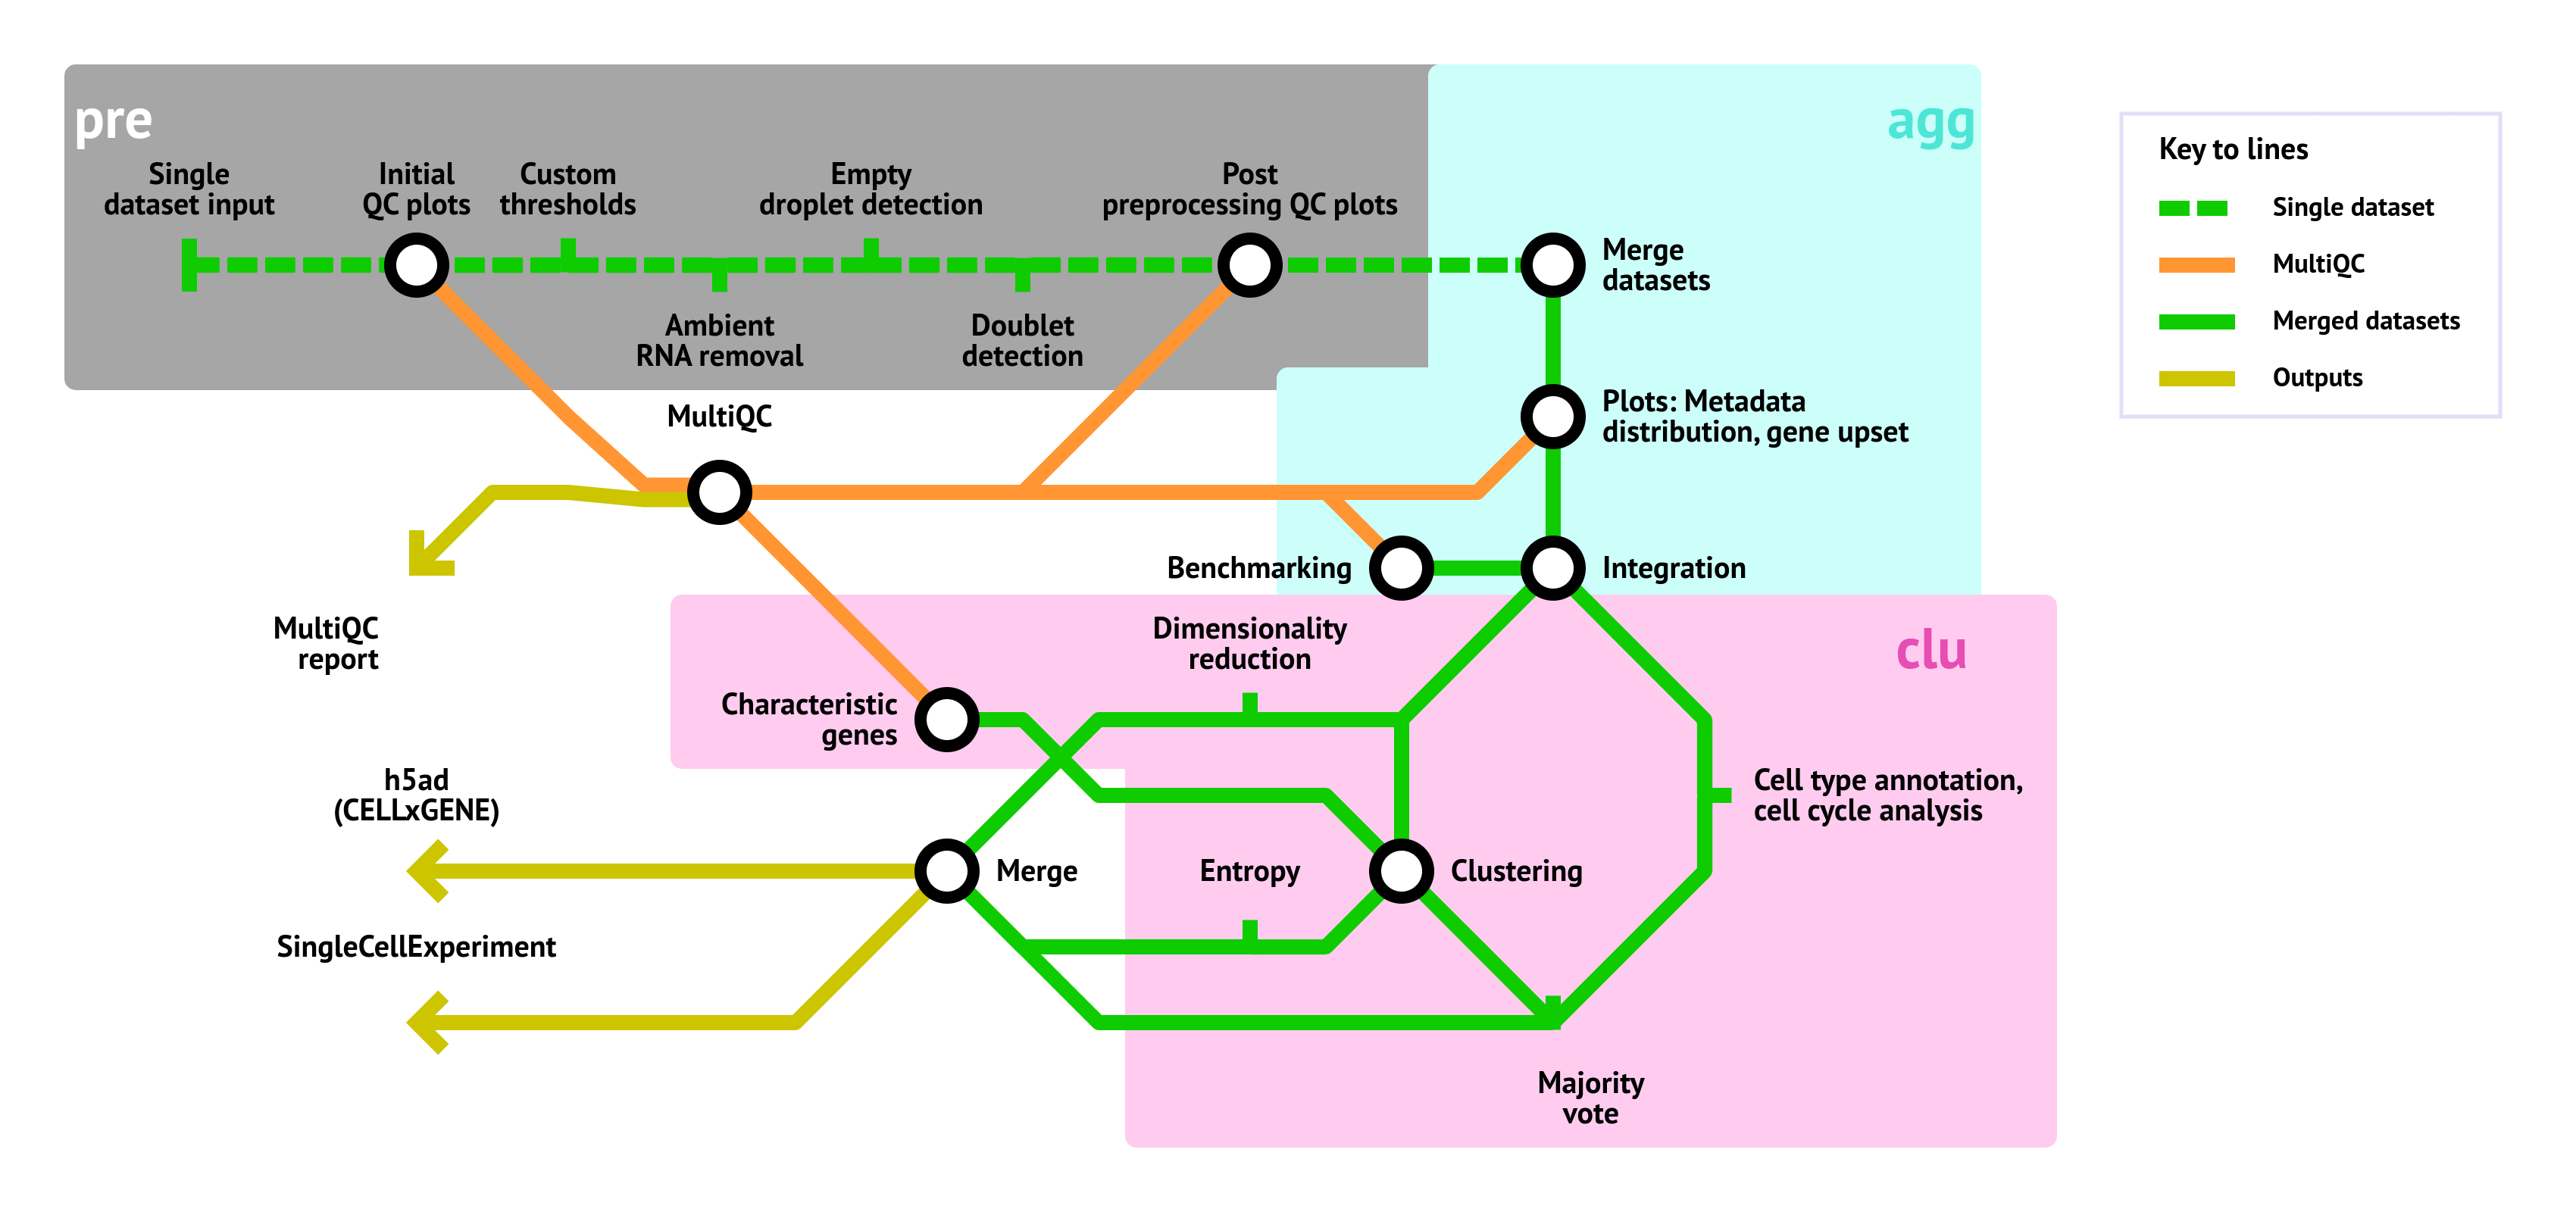 pre
agg
Single
dataset input
Initial
QC plots
Custom
thresholds
Empty
droplet detection
Post
preprocessing QC plots
Ambient
RNA removal
Doublet
detection
Merge
datasets
Plots: Metadata
distribution, gene upset
MultiQC
Benchmarking
Integration
MultiQC
report
clu
Dimensionality
reduction
Characteristic
genes
h5ad
(CELLxGENE)
Cell type annotation,
cell cycle analysis
Merge
Entropy
Clustering
SingleCellExperiment
Majority
vote
Key to lines
Single dataset
MultiQC
Merged datasets
Outputs